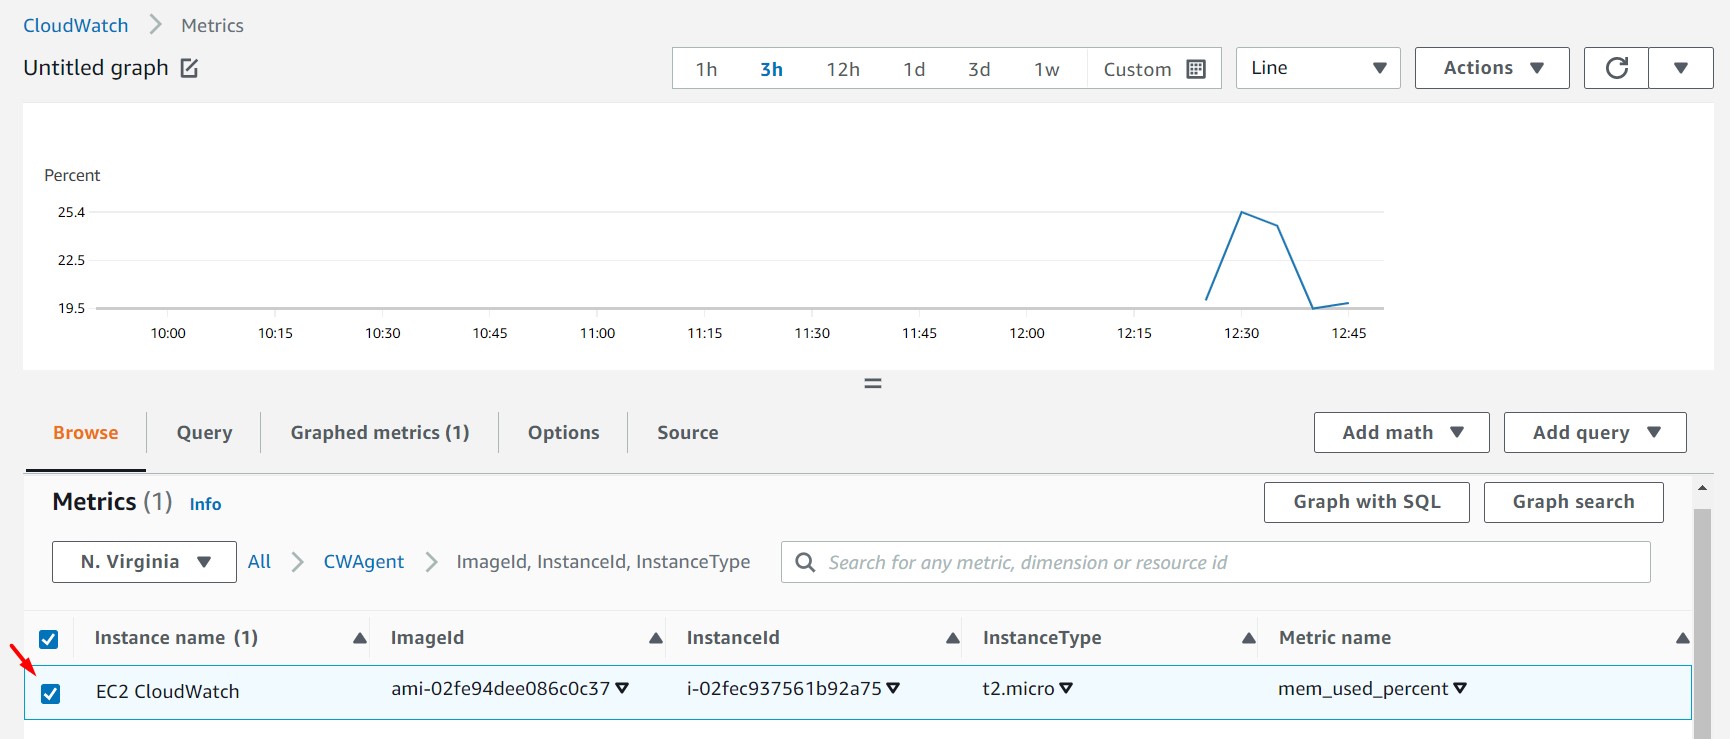 CloudWatch Metrics
Untitled graph
1h 3h 12h 1d 3d 1w Custom Line Actions
Percent
25.4
22.5
19.5
10:00 10:15 10:30 10:45 11:00 11:15 11:30 11:45 12:00 12:15 12:30 12:45
Browse Query Graphed metrics (1) Options Source Add math Add query
Metrics (1) Info Graph with SQL Graph search
N. Virginia All CWAgent ImageId, InstanceId, InstanceType Search for any metric, dimension or resource id
Instance name (1) ImageId InstanceId InstanceType Metric name
EC2 CloudWatch ami-02fe94dee086c0c37 i-02fec937561b92a75 t2.micro mem_used_percent